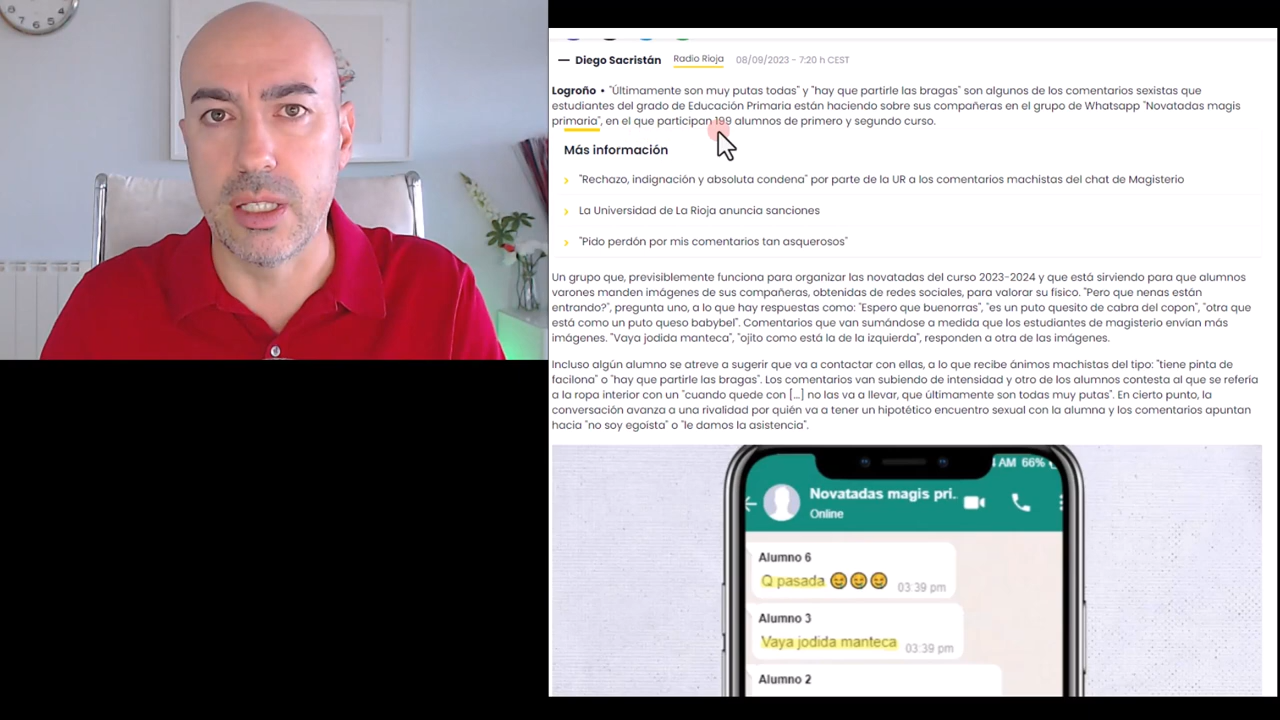 — Diego Sacristán Radio Rioja 08/09/2023 - 7:20 h CEST
Logroño • "Últimamente son muy putas todas" y "hay que partirle las bragas" son algunos de los comentarios sexistas que
estudiantes del grado de Educación Primaria están haciendo sobre sus compañeras en el grupo de Whatsapp "Novatadas magis
primaria", en el que participan 199 alumnos de primero y segundo curso.
Más información
"Rechazo, indignación y absoluta condena" por parte de la UR a los comentarios machistas del chat de Magisterio
La Universidad de La Rioja anuncia sanciones
"Pido perdón por mis comentarios tan asquerosos"
Un grupo que, previsiblemente funciona para organizar las novatadas del curso 2023-2024 y que está sirviendo para que alumnos
varones manden imágenes de sus compañeras, obtenidas de redes sociales, para valorar su físico. "Pero que nenas están
entrando?", pregunta uno, a lo que hay respuestas como: "Espero que buenorras", "es un puto quesito de cabra del copon", "otra que
está como un puto queso babybel". Comentarios que van sumándose a medida que los estudiantes de magisterio envian más
imágenes. "Vaya jodida manteca", "ojito como está la de la izquierda", responden a otra de las imágenes.
Incluso algún alumno se atreve a sugerir que va a contactar con ellas, a lo que recibe ánimos machistas del tipo: "tiene pinta de
facilona" o "hay que partirle las bragas". Los comentarios van subiendo de intensidad y otro de los alumnos contesta al que se refería
a la ropa interior con un "cuando quede con [...] no las va a llevar, que últimamente son todas muy putas". En cierto punto, la
conversación avanza a una rivalidad por quién va a tener un hipotético encuentro sexual con la alumna y los comentarios apuntan
hacia "no soy egoista" o "le damos la asistencia".
AM 66%
Novatadas magis pri..
Online
Alumno 6
Q pasada 😉😉😉 03:39 pm
Alumno 3
Vaya jodida manteca 03:39 pm
Alumno 2